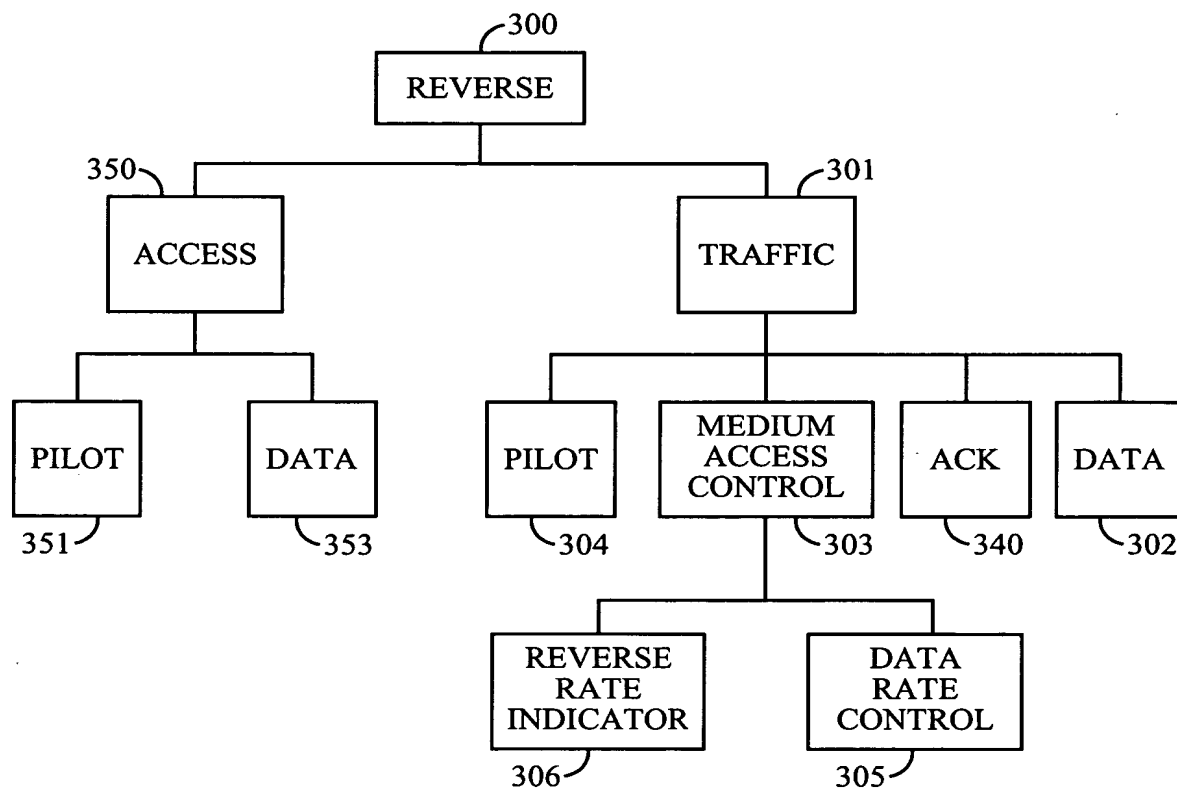 300
REVERSE
350
301
ACCESS
TRAFFIC
PILOT
DATA
PILOT
MEDIUM
ACCESS
CONTROL
ACK
DATA
351
353
304
303
340
302
REVERSE
RATE
INDICATOR
DATA
RATE
CONTROL
306
305